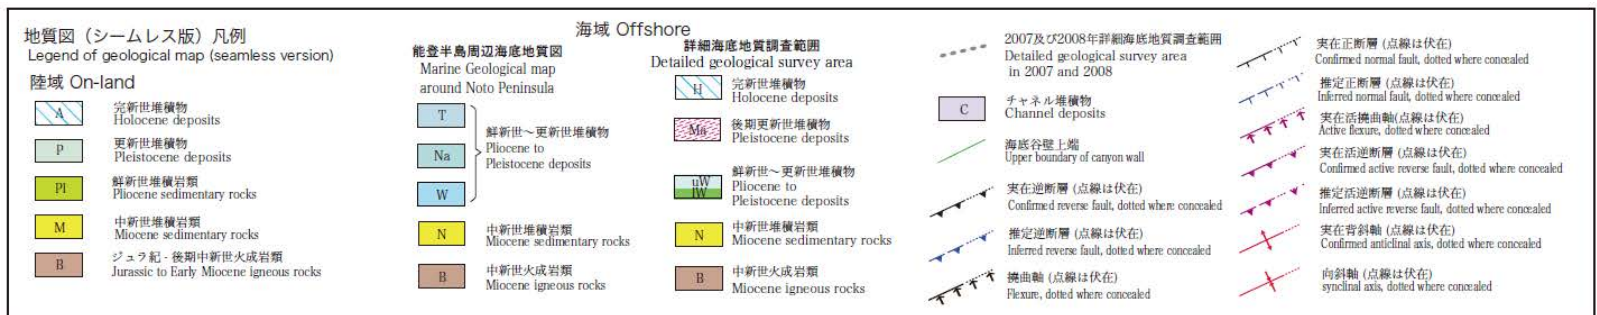 地質図（シームレス版）凡例
Legend of geological map (seamless version)
陸域 On-land
A
完新世堆積物
Holocene deposits
P
更新世堆積物
Pleistocene deposits
Pl
鮮新世堆積岩類
Pliocene sedimentary rocks
M
中新世堆積岩類
Miocene sedimentary rocks
B
ジュラ紀 - 後期中新世火成岩類
Jurassic to Early Miocene igneous rocks
海域 Offshore
能登半島周辺海底地質図
Marine Geological map
around Noto Peninsula
T
Na
W
鮮新世～更新世堆積物
Pliocene to
Pleistocene deposits
N
中新世堆積岩類
Miocene sedimentary rocks
B
中新世火成岩類
Miocene igneous rocks
詳細海底地質調査範囲
Detailed geological survey area
H
完新世堆積物
Holocene deposits
Ma
後期更新世堆積物
Pleistocene deposits
uW
lW
鮮新世～更新世堆積物
Pliocene to
Pleistocene deposits
N
中新世堆積岩類
Miocene sedimentary rocks
B
中新世火成岩類
Miocene igneous rocks
2007及び2008年詳細海底地質調査範囲
Detailed geological survey area
in 2007 and 2008
C
チャネル堆積物
Channel deposits
海底谷壁上端
Upper boundary of canyon wall
実在逆断層 (点線は伏在)
Confirmed reverse fault, dotted where concealed
推定逆断層 (点線は伏在)
Inferred reverse fault, dotted where concealed
撓曲軸 (点線は伏在)
Flexure, dotted where concealed
実在正断層 (点線は伏在)
Confirmed normal fault, dotted where concealed
推定正断層 (点線は伏在)
Inferred normal fault, dotted where concealed
実在活撓曲軸(点線は伏在)
Active flexure, dotted where concealed
実在活逆断層 (点線は伏在)
Confirmed active reverse fault, dotted where concealed
推定活逆断層 (点線は伏在)
Inferred active reverse fault, dotted where concealed
実在背斜軸 (点線は伏在)
Confirmed anticlinal axis, dotted where concealed
向斜軸 (点線は伏在)
synclinal axis, dotted where concealed